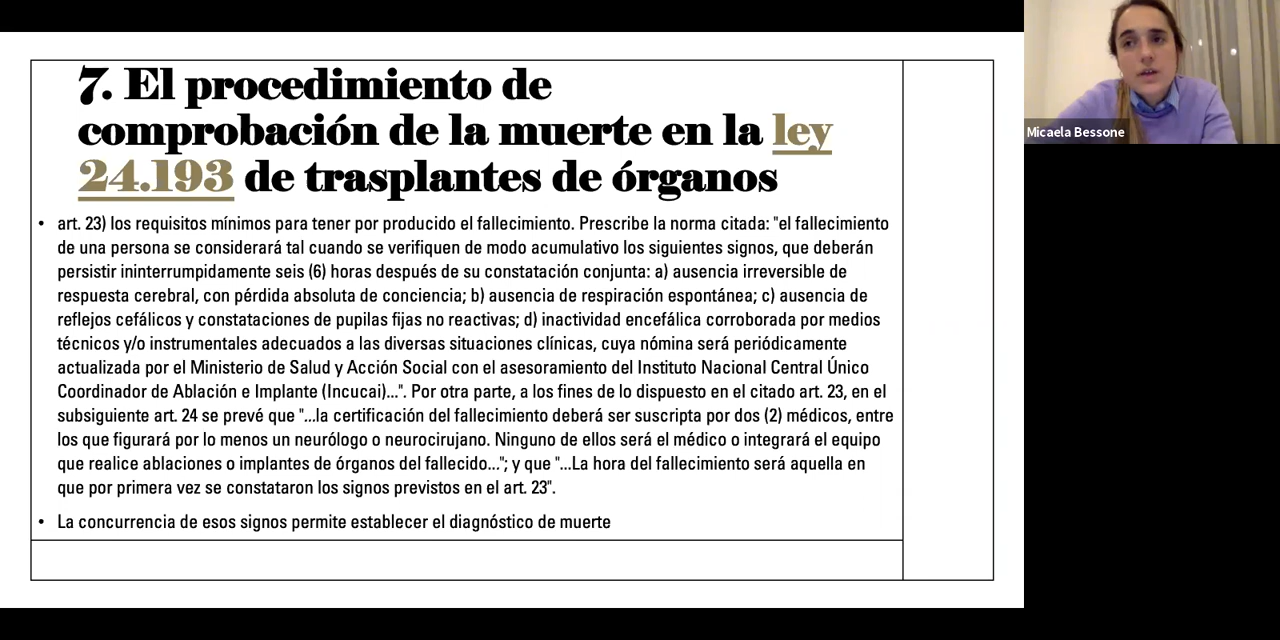 7. El procedimiento de
comprobación de la muerte en la ley
24.193 de trasplantes de órganos
• art. 23) los requisitos mínimos para tener por producido el fallecimiento. Prescribe la norma citada: "el fallecimiento
de una persona se considerará tal cuando se verifiquen de modo acumulativo los siguientes signos, que deberán
persistir ininterrumpidamente seis (6) horas después de su constatación conjunta: a) ausencia irreversible de
respuesta cerebral, con pérdida absoluta de conciencia; b) ausencia de respiración espontánea; c) ausencia de
reflejos cefálicos y constataciones de pupilas fijas no reactivas; d) inactividad encefálica corroborada por medios
técnicos y/o instrumentales adecuados a las diversas situaciones clínicas, cuya nómina será periódicamente
actualizada por el Ministerio de Salud y Acción Social con el asesoramiento del Instituto Nacional Central Único
Coordinador de Ablación e Implante (Incucai)...". Por otra parte, a los fines de lo dispuesto en el citado art. 23, en el
subsiguiente art. 24 se prevé que "...la certificación del fallecimiento deberá ser suscripta por dos (2) médicos, entre
los que figurará por lo menos un neurólogo o neurocirujano. Ninguno de ellos será el médico o integrará el equipo
que realice ablaciones o implantes de órganos del fallecido..."; y que "...La hora del fallecimiento será aquella en
que por primera vez se constataron los signos previstos en el art. 23".
• La concurrencia de esos signos permite establecer el diagnóstico de muerte
Micaela Bessone